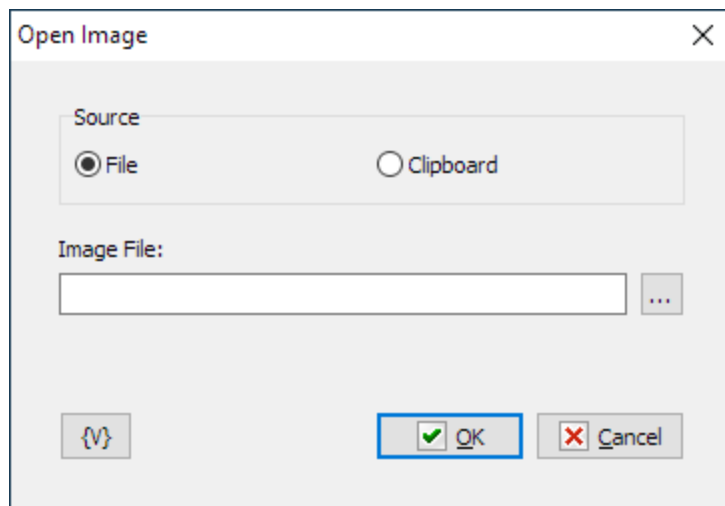 Open Image
Source
File Clipboard
Image File:
...
{V} OK Cancel